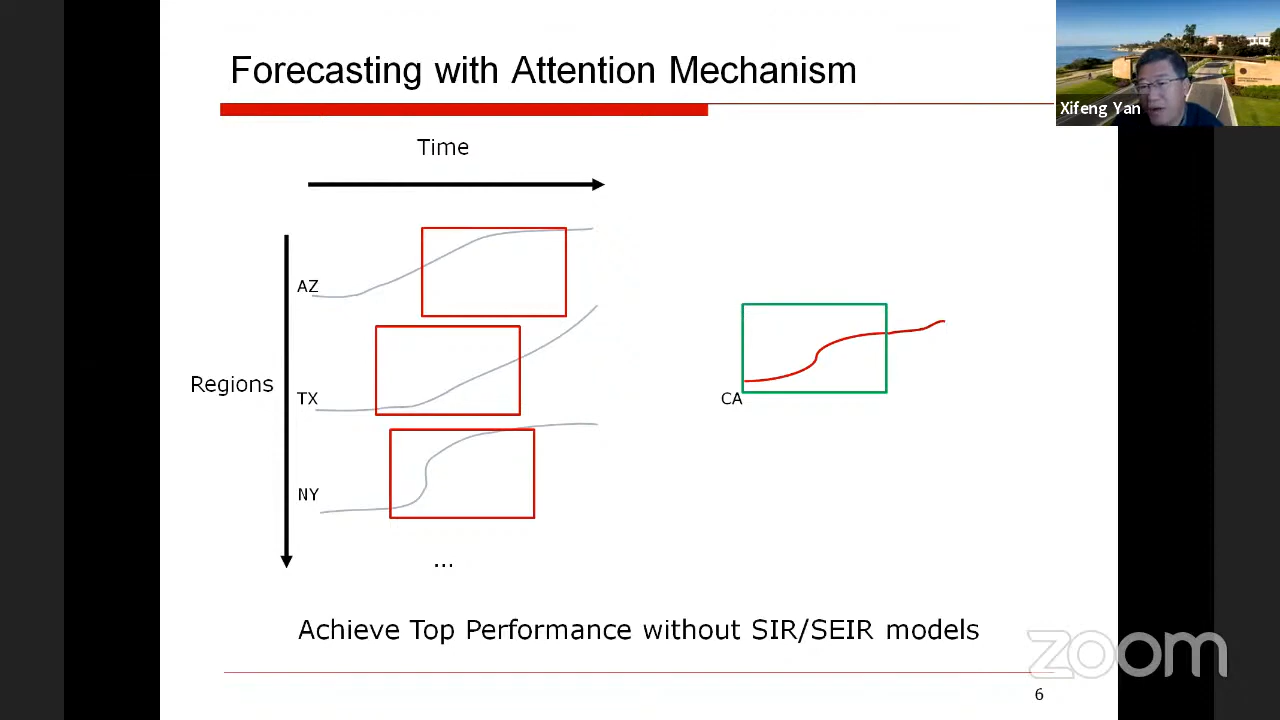 Forecasting with Attention Mechanism
Xifeng Yan
Time
AZ
Regions
TX
CA
NY
...
Achieve Top Performance without SIR/SEIR models
zoom
6